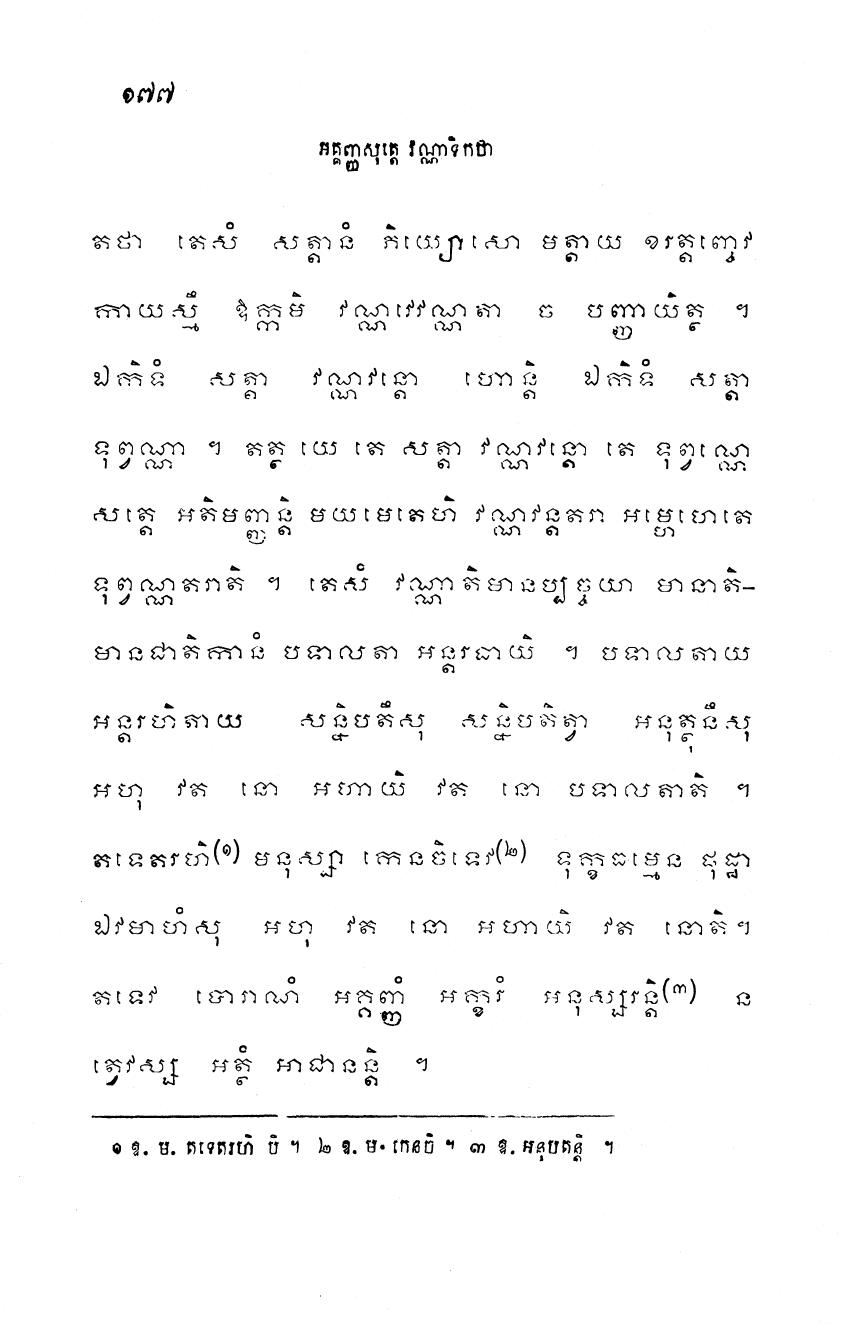 ១៧៧
អគ្គញ្ញសុត្តេ វណ្ណាទិកថា
តថា តេសំ សត្តានំ ភិយ្យោសោ មត្តាយ ខរត្តញ្ចេវ
កាយស្មឹ ឱក្កមិ វណ្ណវេវណ្ណតា ច បញ្ញាយិត្ថ ។
ឯកិទំ សត្តា វណ្ណវន្តោ ហោន្តិ ឯកិទំ សត្តា
ទុព្វណ្ណា ។ តត្ថ យេ តេ សត្តា វណ្ណវន្តោ តេ ទុព្វណ្ណេ
សត្តេ អតិមញ្ញន្តិ មយមេតេហិ វណ្ណវន្តតរា អម្ហេហេតេ
ទុព្វណ្ណតរាតិ ។ តេសំ វណ្ណាតិមានប្បច្ចយា មានាតិ-
មានជាតិកានំ បទាលតា អន្តរធាយិ ។ បទាលតាយ
អន្តរហិតាយ សន្និបតឹសុ សន្និបតិត្វា អនុត្ថុនឹសុ
អហុ វត នោ អហាយិ វត នោ បទាលតាតិ ។
តទេតរហិ(១) មនុស្សា កេនចិទេវ(២) ទុក្ខធម្មេន ផុដ្ឋា
ឯវមាហំសុ អហុ វត នោ អហាយិ វត នោតិ។
តទេវ បោរាណំ អគ្គញ្ញំ អក្ខរំ អនុស្សរន្តិ(៣) ន
ត្វេវស្ស អត្ថំ អាជានន្តិ ។
១ ឱ. ម. តទេតរហិ បិ ។ ២ ឱ. ម. កេនចិ ។ ៣ ឱ. អនុបតន្តិ ។